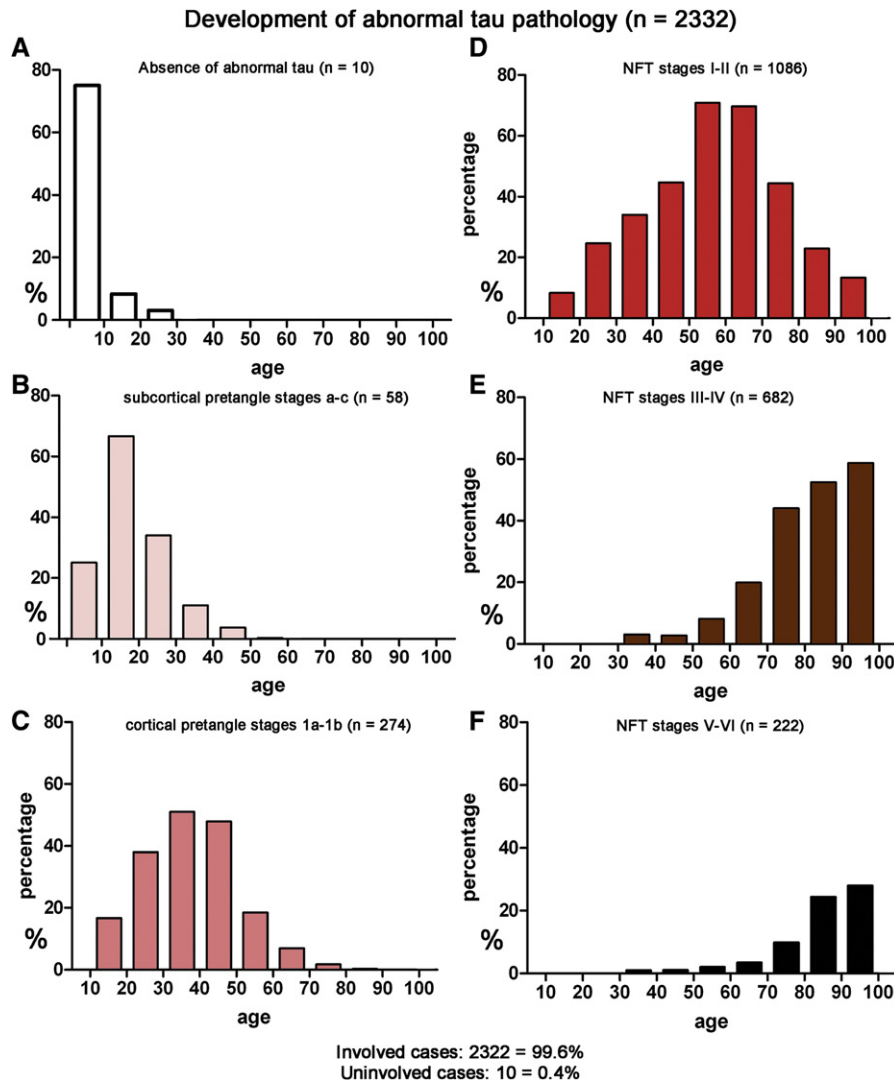 Development of abnormal tau pathology (n = 2332)
A
Absence of abnormal tau (n = 10)
80
60
40
20
%
0
10 20 30 40 50 60 70 80 90 100
age
B
subcortical pretangle stages a-c (n = 58)
80
60
40
20
%
0
10 20 30 40 50 60 70 80 90 100
age
C
cortical pretangle stages 1a-1b (n = 274)
80
60
40
20
%
0
percentage
10 20 30 40 50 60 70 80 90 100
age
D
NFT stages I-II (n = 1086)
80
60
40
20
%
0
percentage
10 20 30 40 50 60 70 80 90 100
age
E
NFT stages III-IV (n = 682)
80
60
40
20
%
0
percentage
10 20 30 40 50 60 70 80 90 100
age
F
NFT stages V-VI (n = 222)
80
60
40
20
%
0
percentage
10 20 30 40 50 60 70 80 90 100
age
Involved cases: 2322 = 99.6%
Uninvolved cases: 10 = 0.4%